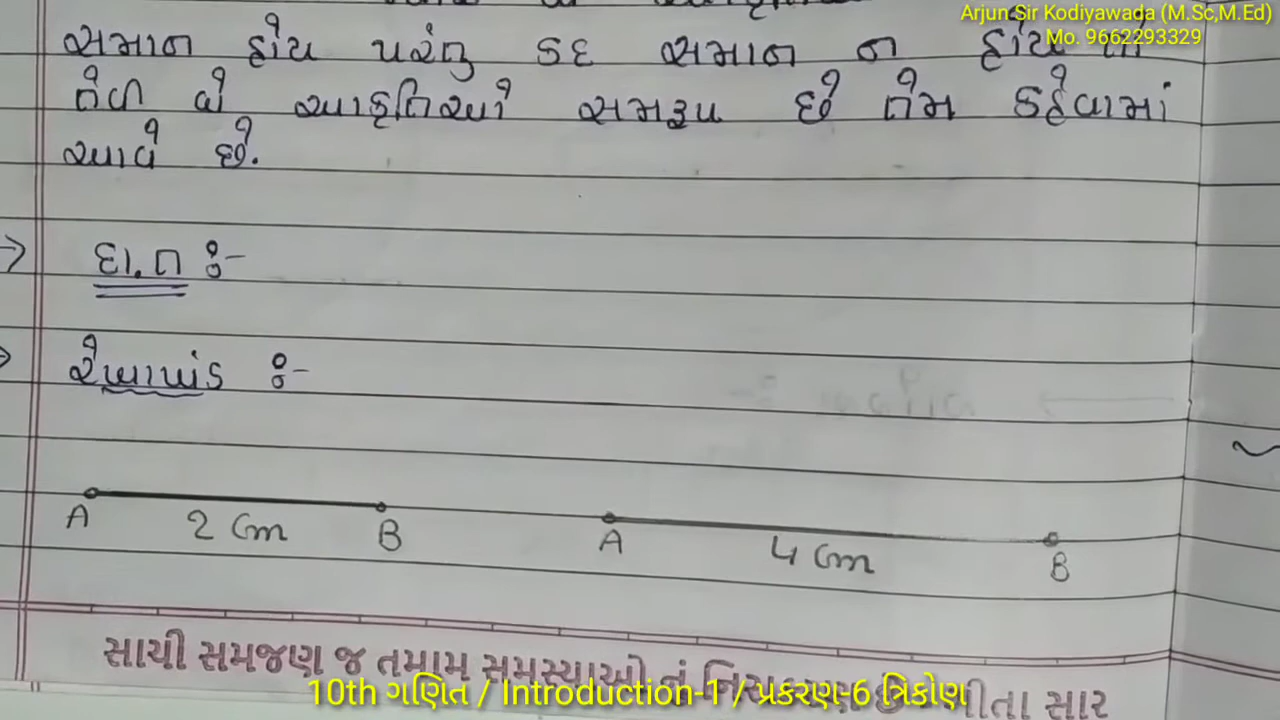 Arjun Sir Kodiyawada (M.Sc,M.Ed)
Mo. 9662293329
સમાન હોય પરંતુ કદ સમાન ન હોય તો
તેવી બે આકૃતિઓ સમરૂપ છે તેમ કહેવામાં
આવે છે.
દા.ત :-
રેખાખંડ :-
A 2 cm B A 4 cm B
સાચી સમજણ જ તમામ સમસ્યાઓનું નિરાકરણ છે ગીતા સાર
10th ગણિત / Introduction-1 / પ્રકરણ-6 ત્રિકોણ